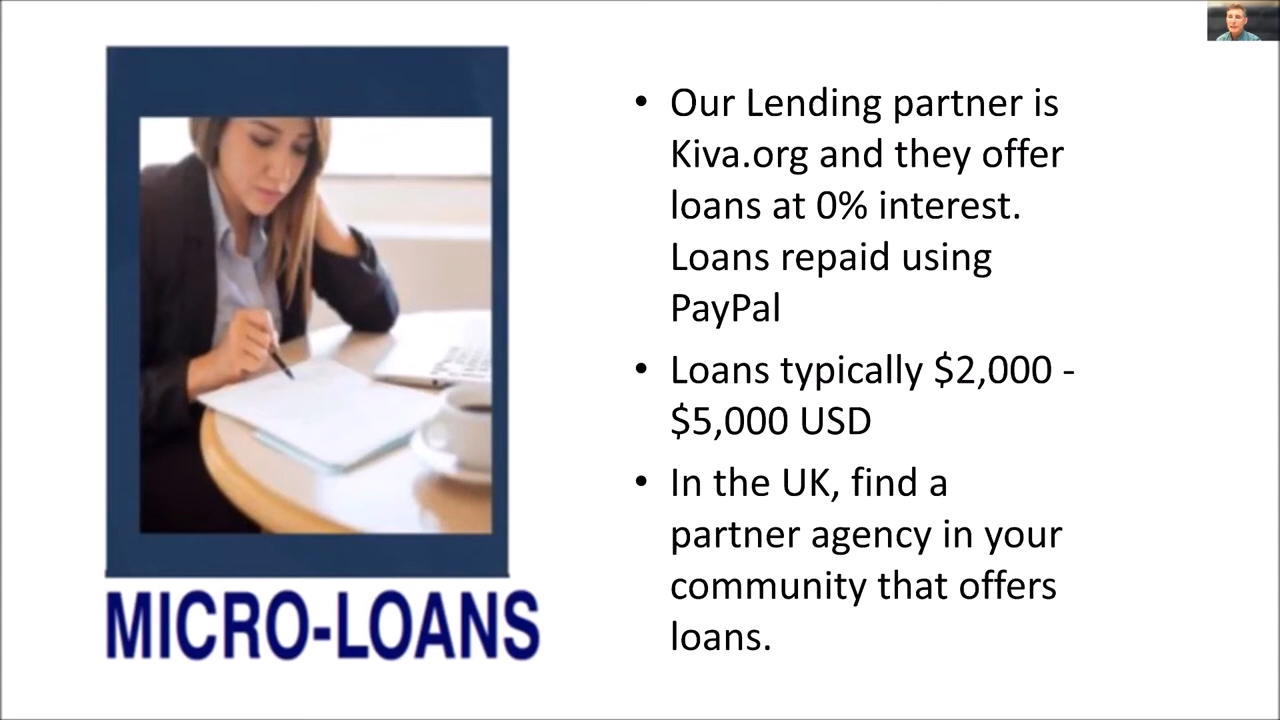 • Our Lending partner is
Kiva.org and they offer
loans at 0% interest.
Loans repaid using
PayPal
• Loans typically $2,000 -
$5,000 USD
• In the UK, find a
partner agency in your
community that offers
loans.
MICRO-LOANS